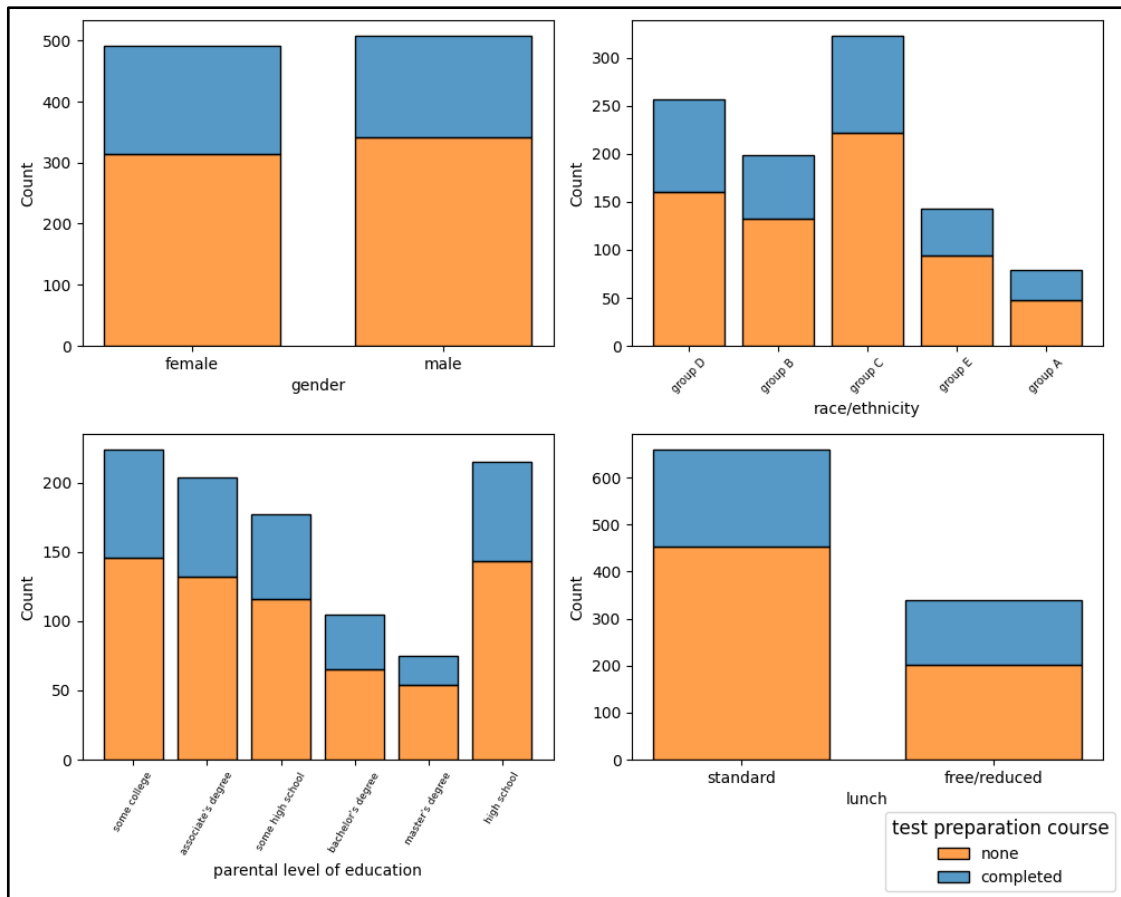 500
400
300
200
100
0
Count
female
male
gender
300
250
200
150
100
50
0
Count
group D
group B
group C
group E
group A
race/ethnicity
200
150
100
50
0
Count
some college
associate's degree
some high school
bachelor's degree
master's degree
high school
parental level of education
600
500
400
300
200
100
0
Count
standard
free/reduced
lunch
test preparation course
none
completed